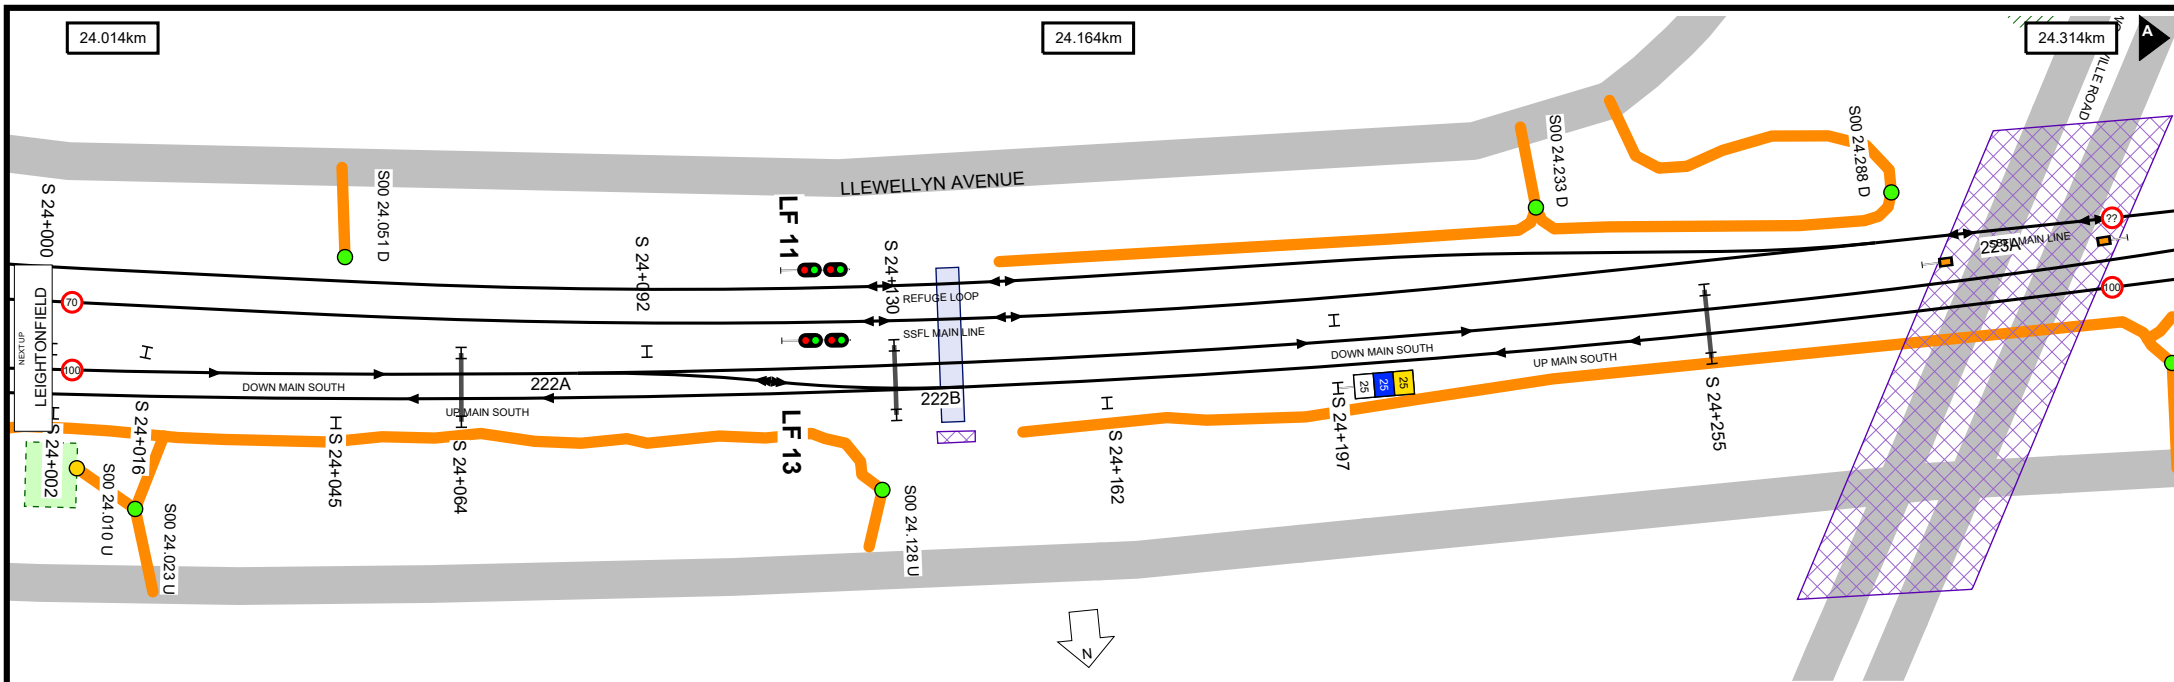 24.014km
24.164km
24.314km
A
VILLE ROAD
S 24+000
S00 24.051 D
LLEWELLYN AVENUE
S00 24.233 D
S00 24.288 D
LF 11
S 24+092
S 24+130
??
SSFL MAIN LINE
223A
NEXT UP
LEIGHTONFIELD
70
REFUGE LOOP
SSFL MAIN LINE
100
100
DOWN MAIN SOUTH
222A
UP MAIN SOUTH
222B
DOWN MAIN SOUTH
UP MAIN SOUTH
25
25
25
LF 13
S 24+002
S 24+016
S 24+045
S 24+064
S 24+162
S 24+197
S 24+255
S00 24.010 U
S00 24.023 U
S00 24.128 U
N